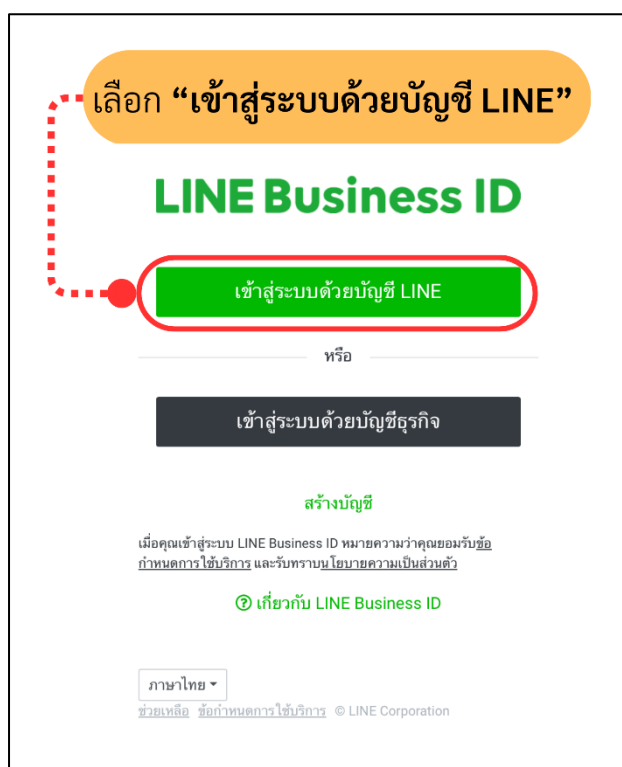 เลือก “เข้าสู่ระบบด้วยบัญชี LINE”
LINE Business ID
เข้าสู่ระบบด้วยบัญชี LINE
หรือ
เข้าสู่ระบบด้วยบัญชีธุรกิจ
สร้างบัญชี
เมื่อคุณเข้าสู่ระบบ LINE Business ID หมายความว่าคุณยอมรับข้อ
กำหนดการใช้บริการ และรับทราบนโยบายความเป็นส่วนตัว
? เกี่ยวกับ LINE Business ID
ภาษาไทย
ช่วยเหลือ ข้อกำหนดการใช้บริการ © LINE Corporation